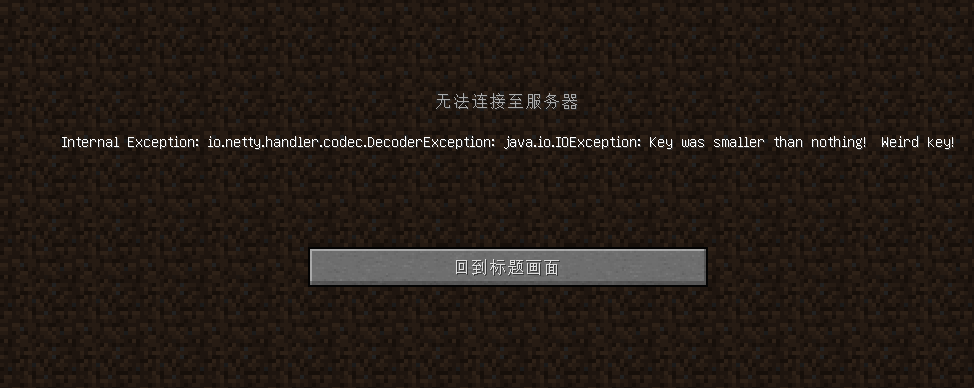 无法连接至服务器
Internal Exception: io.netty.handler.codec.DecoderException: java.io.IOException: Key was smaller than nothing!  Weird key!
回到标题画面